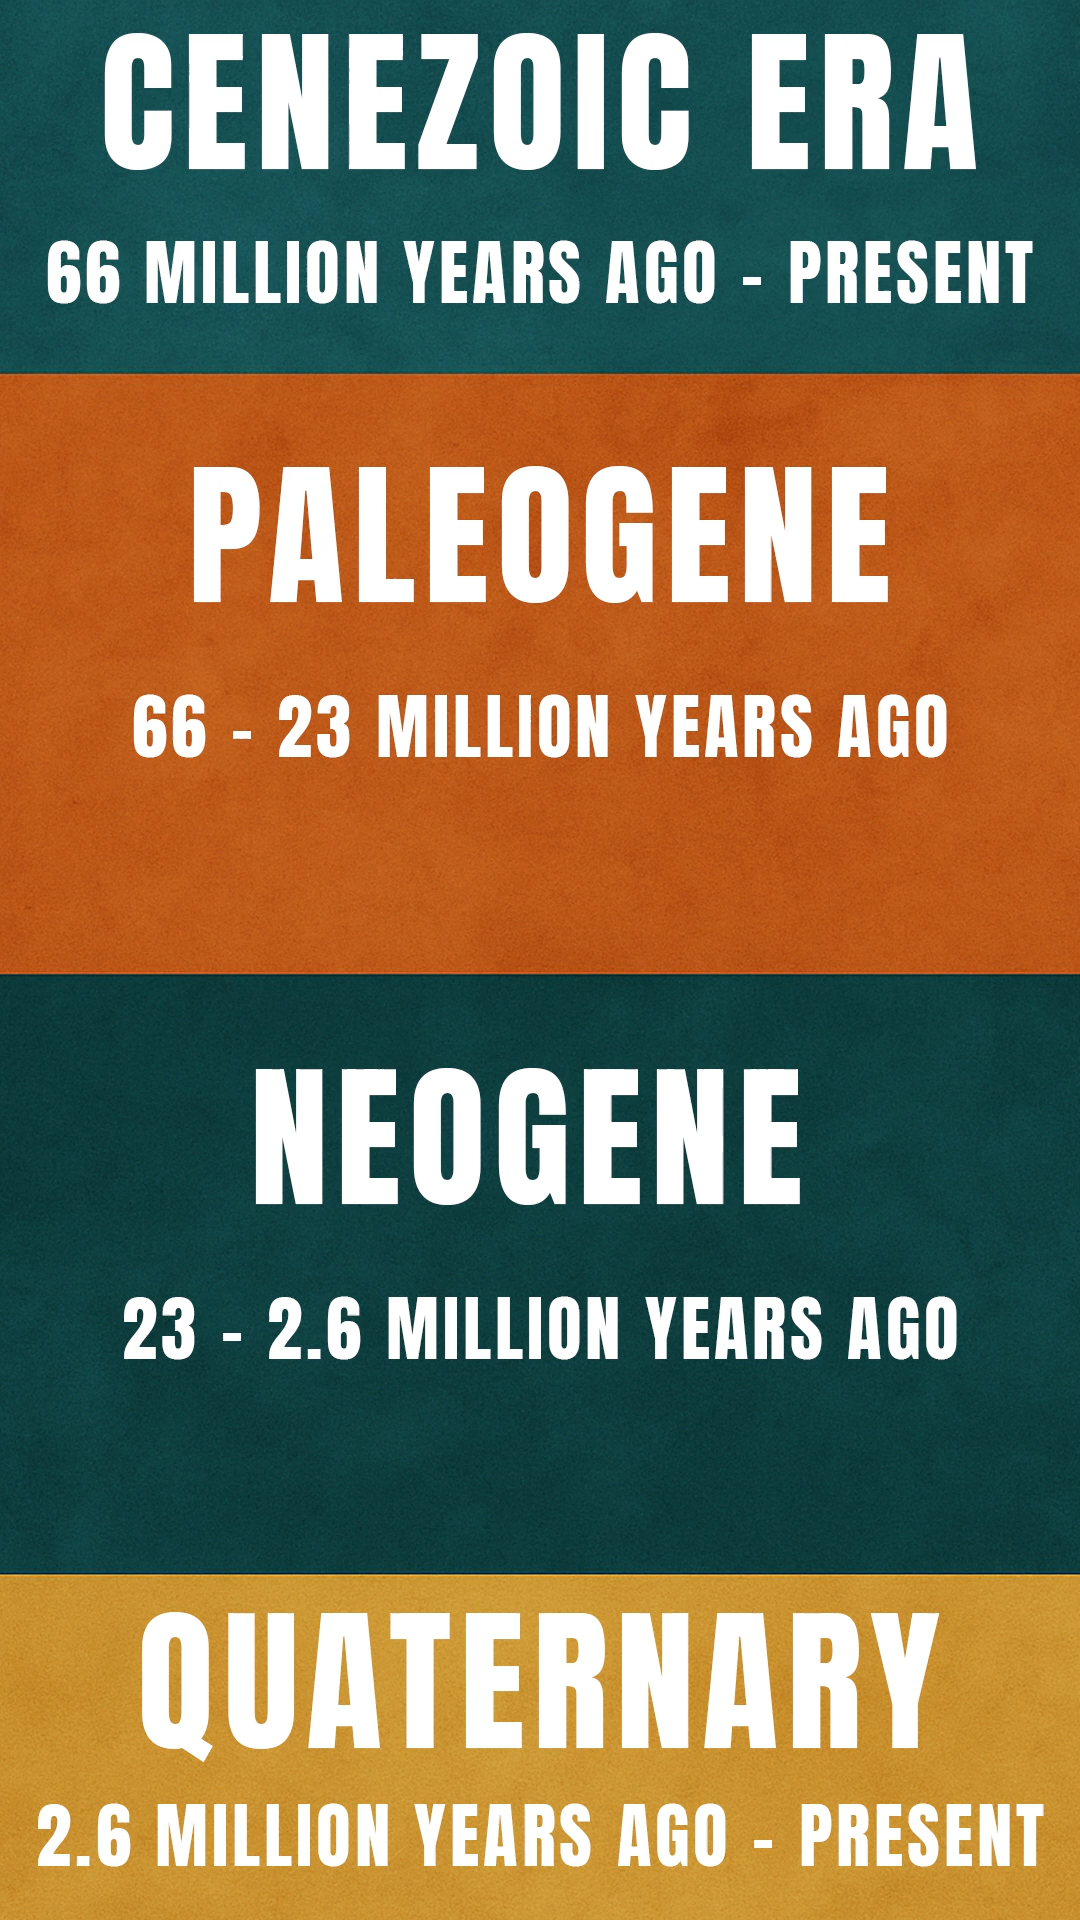 CENEZOIC ERA
66 MILLION YEARS AGO - PRESENT
PALEOGENE
66 - 23 MILLION YEARS AGO
NEOGENE
23 - 2.6 MILLION YEARS AGO
QUATERNARY
2.6 MILLION YEARS AGO - PRESENT